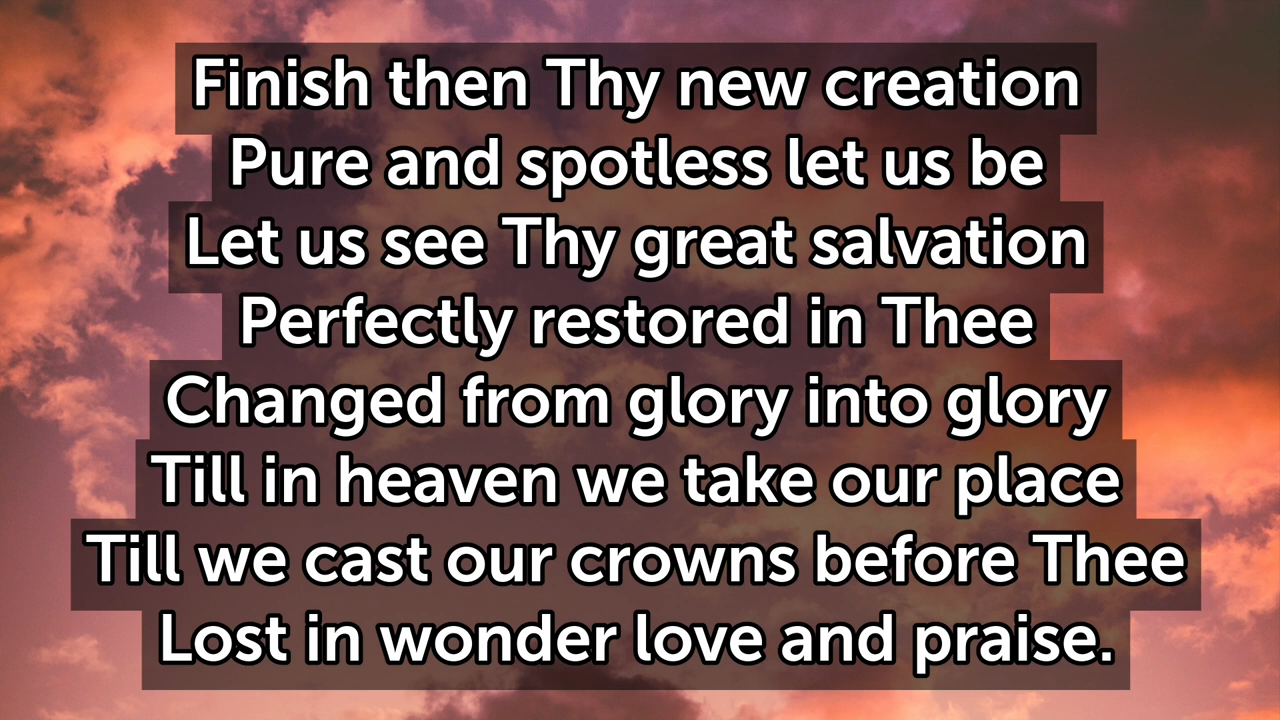 Finish then Thy new creation
Pure and spotless let us be
Let us see Thy great salvation
Perfectly restored in Thee
Changed from glory into glory
Till in heaven we take our place
Till we cast our crowns before Thee
Lost in wonder love and praise.